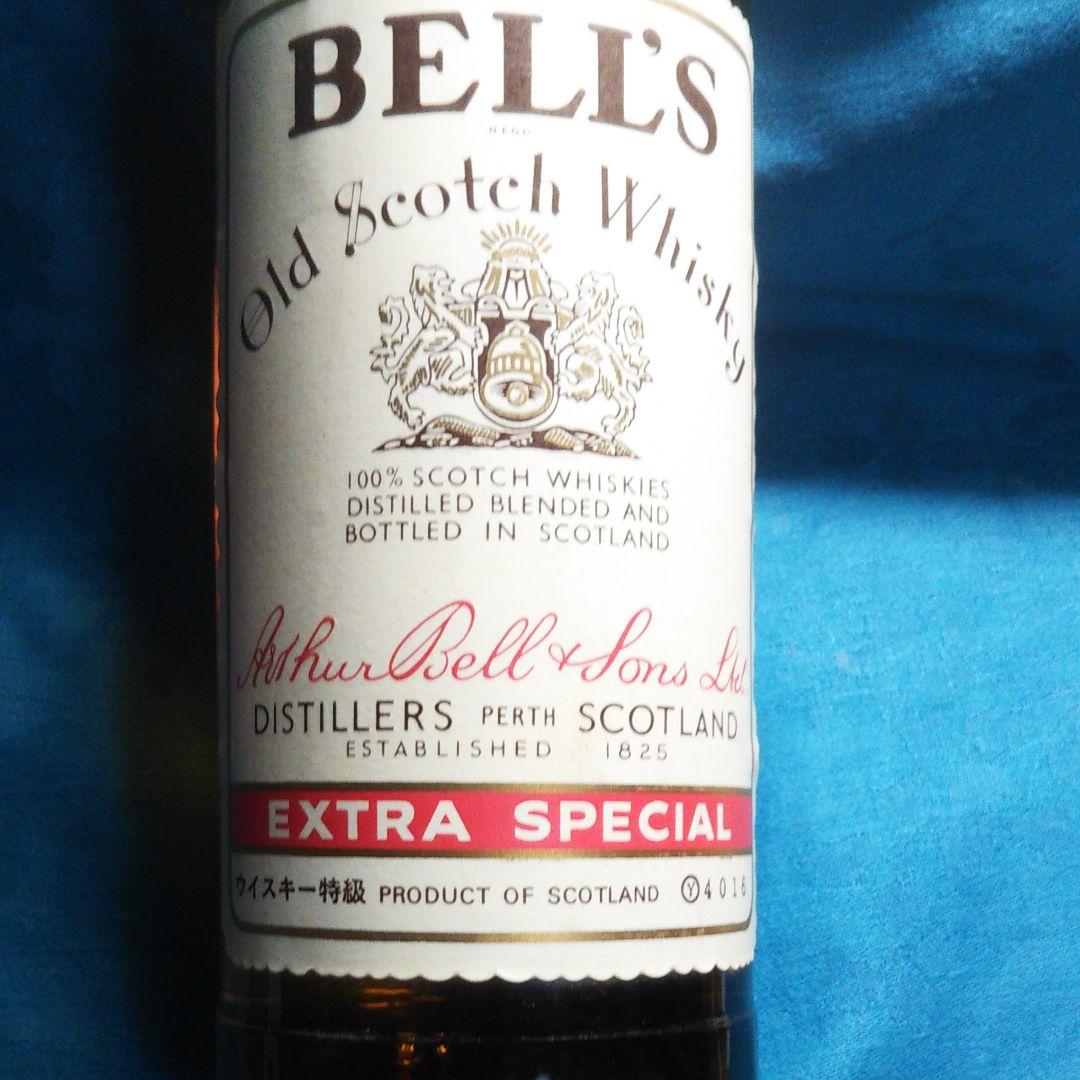 BELL'S
REGD
Old Scotch Whisky
100% SCOTCH WHISKIES
DISTILLED BLENDED AND
BOTTLED IN SCOTLAND
Arthur Bell & Sons Ltd.
DISTILLERS PERTH SCOTLAND
ESTABLISHED 1825
EXTRA SPECIAL
ウイスキー特級 PRODUCT OF SCOTLAND Ⓨ4016